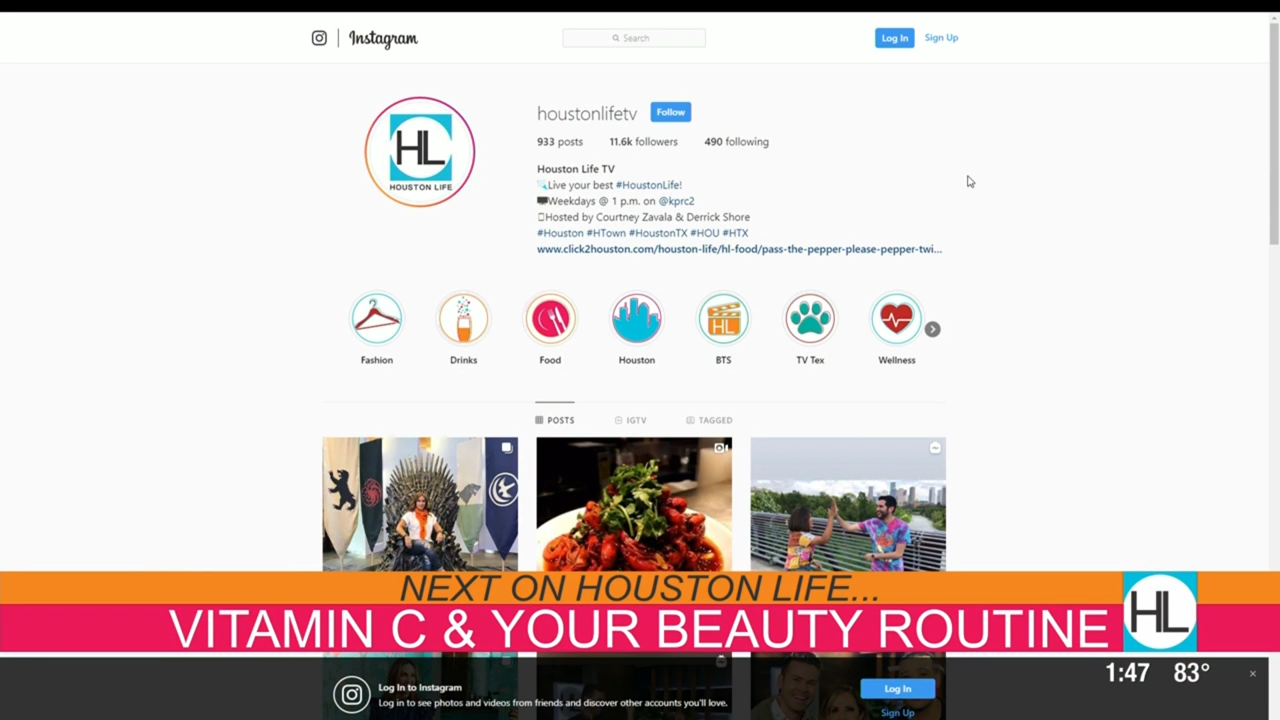 Instagram
Search
Log In
Sign Up
HL
HOUSTON LIFE
houstonlifetv
Follow
933 posts
11.6k followers
490 following
Houston Life TV
Live your best #HoustonLife!
Weekdays @ 1 p.m. on @kprc2
Hosted by Courtney Zavala & Derrick Shore
#Houston #HTown #HoustonTX #HOU #HTX
www.click2houston.com/houston-life/hl-food/pass-the-pepper-please-pepper-twi...
HL
Fashion
Drinks
Food
Houston
BTS
TV Tex
Wellness
POSTS
IGTV
TAGGED
NEXT ON HOUSTON LIFE...
VITAMIN C & YOUR BEAUTY ROUTINE
HL
1:47 83°
Log In to Instagram
Log in to see photos and videos from friends and discover other accounts you'll love.
Log In
Sign Up